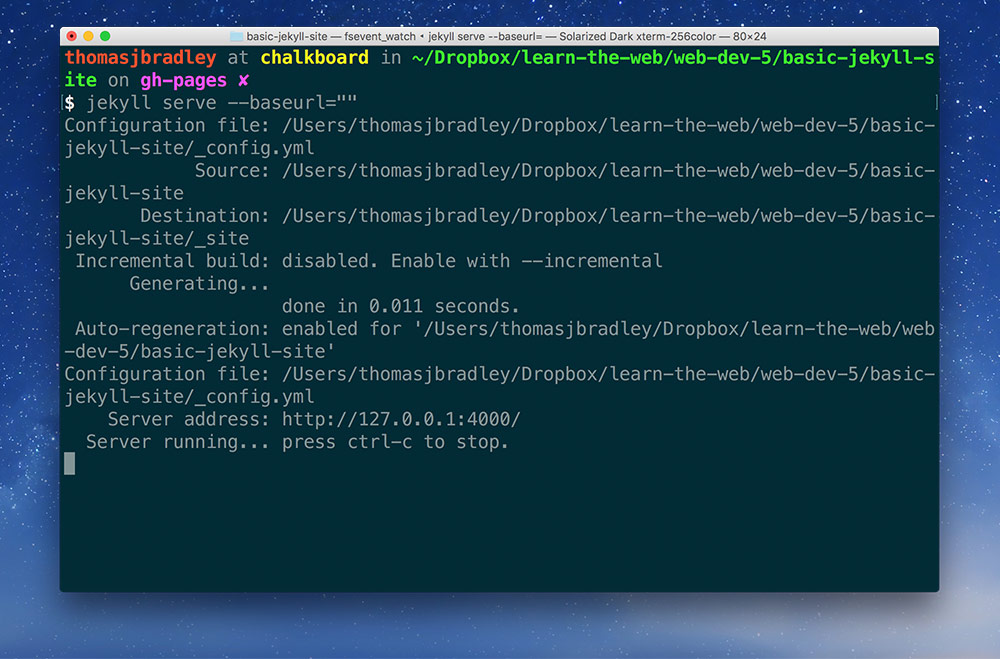 basic-jekyll-site — fsevent_watch ◂ jekyll serve --baseurl= — Solarized Dark xterm-256color — 80×24
thomasjbradley at chalkboard in ~/Dropbox/learn-the-web/web-dev-5/basic-jekyll-s
ite on gh-pages ✘
[$ jekyll serve --baseurl="" ]
Configuration file: /Users/thomasjbradley/Dropbox/learn-the-web/web-dev-5/basic-
jekyll-site/_config.yml
Source: /Users/thomasjbradley/Dropbox/learn-the-web/web-dev-5/basic-
jekyll-site
Destination: /Users/thomasjbradley/Dropbox/learn-the-web/web-dev-5/basic-
jekyll-site/_site
Incremental build: disabled. Enable with --incremental
Generating...
done in 0.011 seconds.
Auto-regeneration: enabled for '/Users/thomasjbradley/Dropbox/learn-the-web/web
-dev-5/basic-jekyll-site'
Configuration file: /Users/thomasjbradley/Dropbox/learn-the-web/web-dev-5/basic-
jekyll-site/_config.yml
Server address: http://127.0.0.1:4000/
Server running... press ctrl-c to stop.